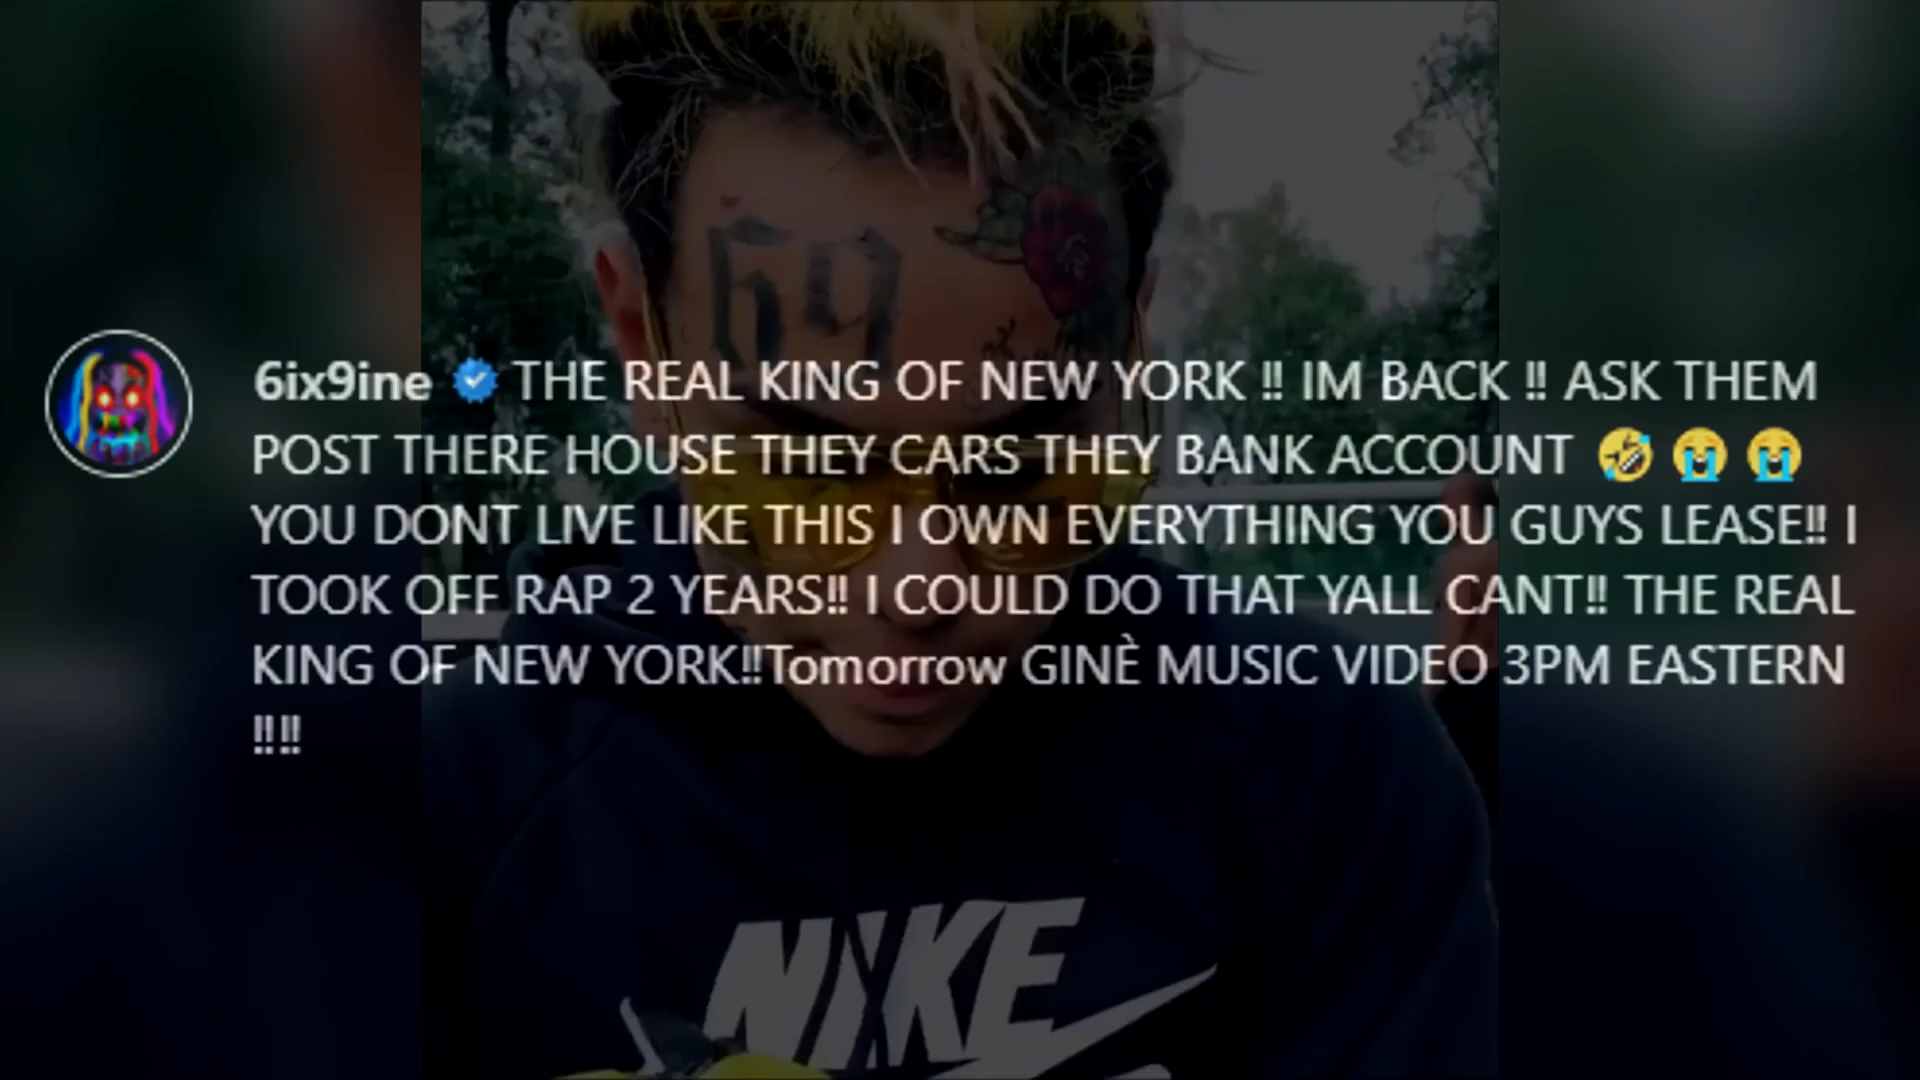 69
6ix9ine THE REAL KING OF NEW YORK ‼ IM BACK ‼ ASK THEM
POST THERE HOUSE THEY CARS THEY BANK ACCOUNT 🤣😭😭
YOU DONT LIVE LIKE THIS I OWN EVERYTHING YOU GUYS LEASE‼ I
TOOK OFF RAP 2 YEARS‼ I COULD DO THAT YALL CANT‼ THE REAL
KING OF NEW YORK‼Tomorrow GINÈ MUSIC VIDEO 3PM EASTERN
‼‼
NIKE